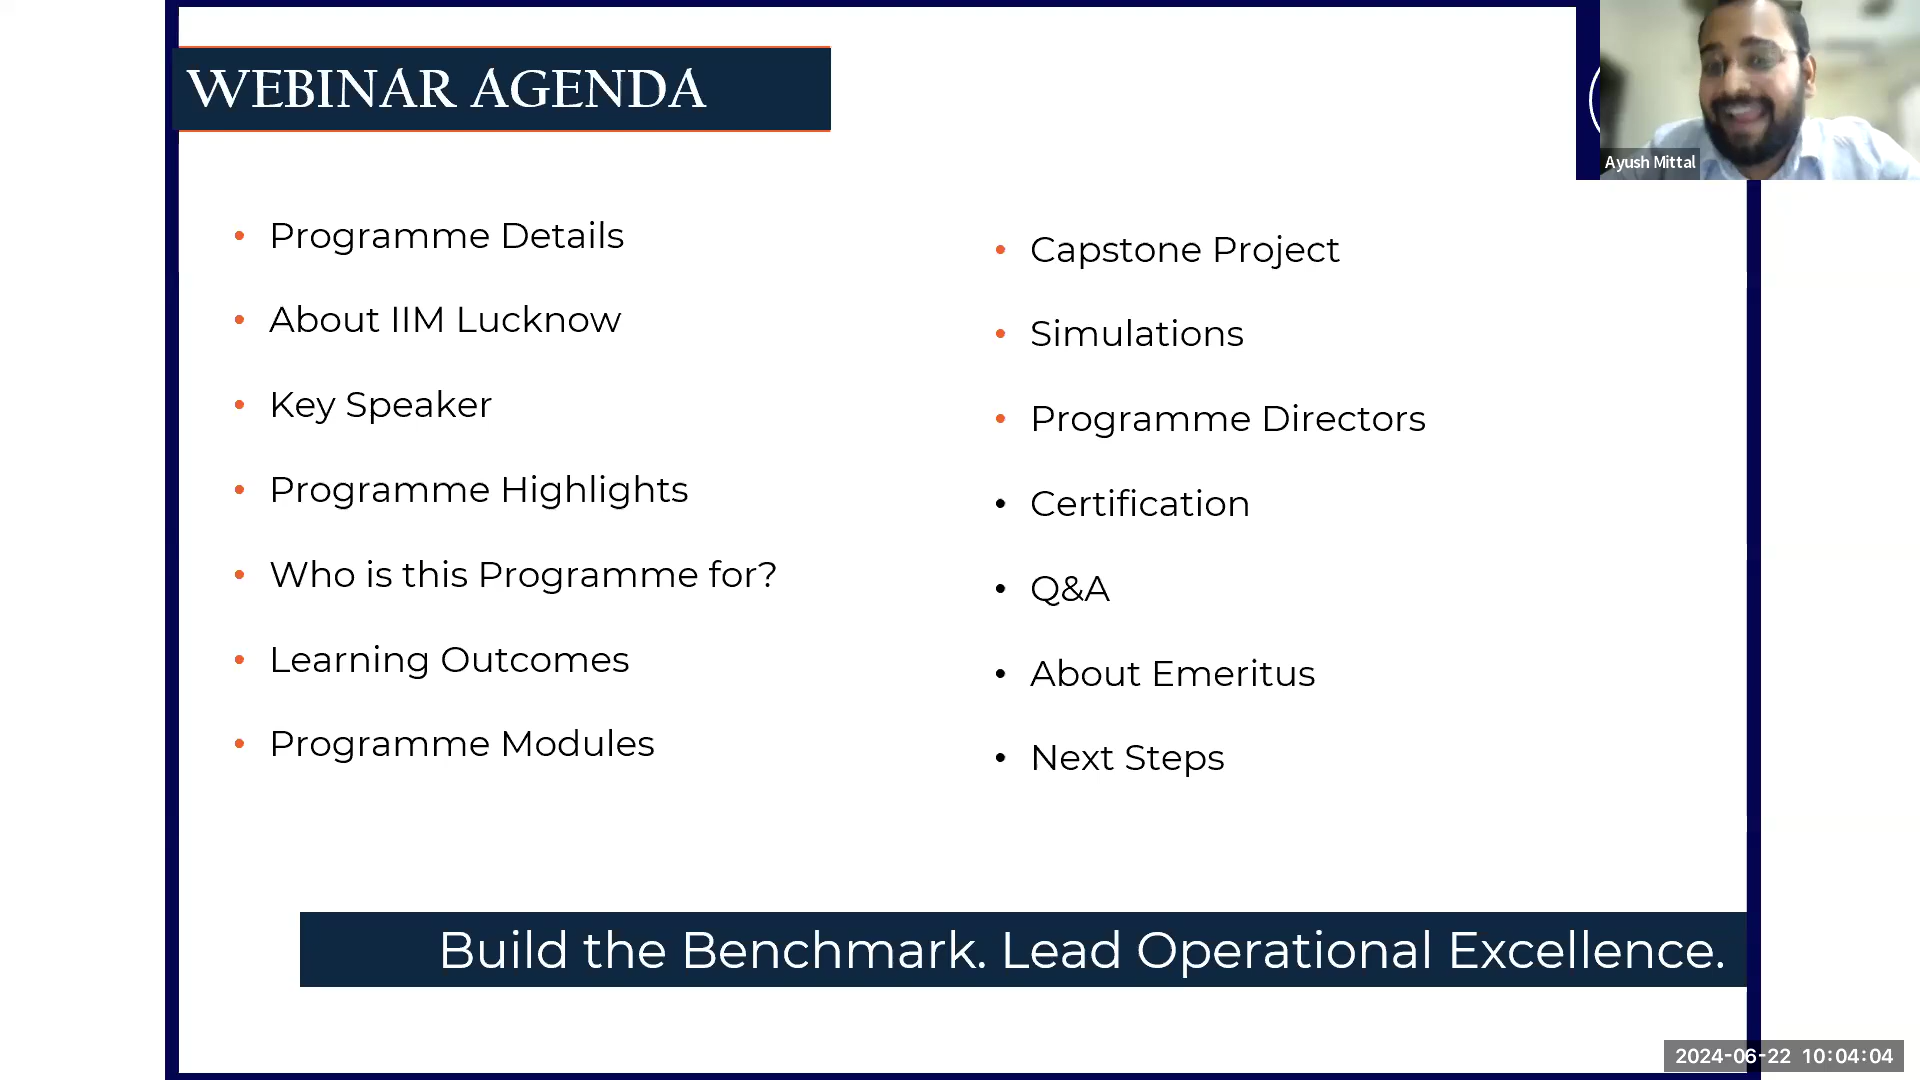 WEBINAR AGENDA
Ayush Mittal
• Programme Details
• About IIM Lucknow
• Key Speaker
• Programme Highlights
• Who is this Programme for?
• Learning Outcomes
• Programme Modules
• Capstone Project
• Simulations
• Programme Directors
• Certification
• Q&A
• About Emeritus
• Next Steps
Build the Benchmark. Lead Operational Excellence.
2024-06-22 10:04:04